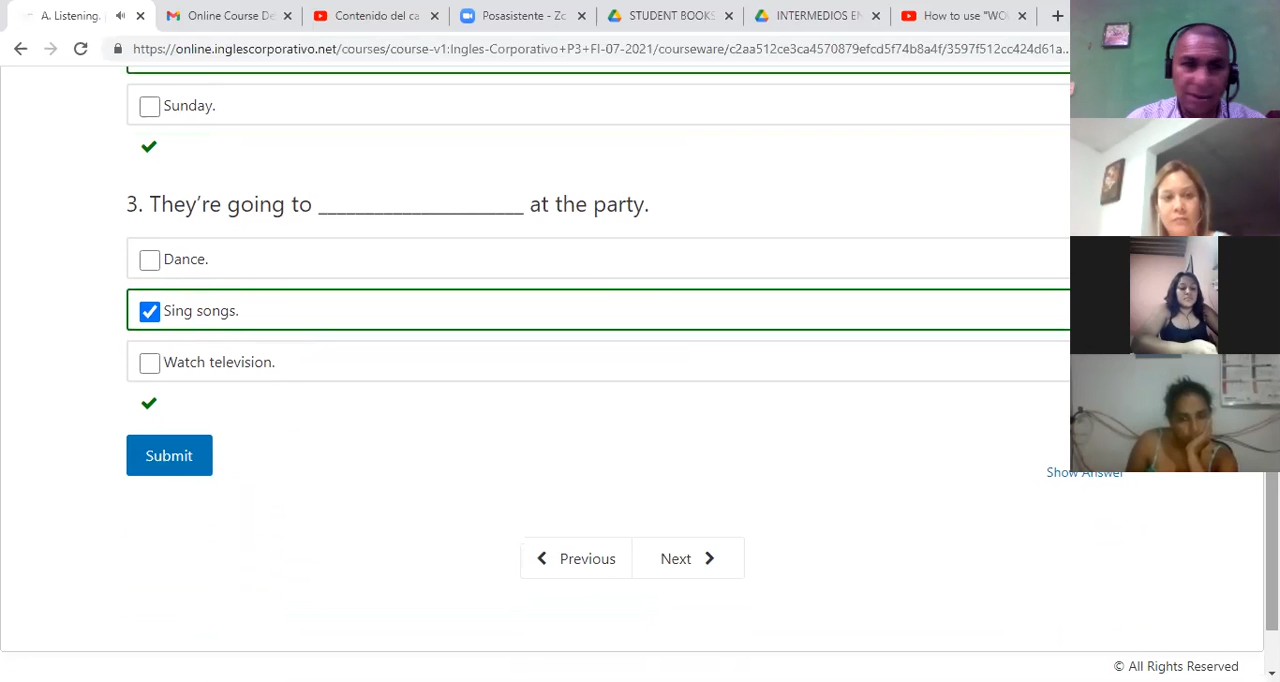 A. Listening.
Online Course De
Contenido del ca
Posasistente - Zo
STUDENT BOOKS
INTERMEDIOS EN
How to use "WO
https://online.inglescorporativo.net/courses/course-v1:Ingles-Corporativo+P3+FI-07-2021/courseware/c2aa512ce3ca4570879efcd5f74b8a4f/3597f512cc424d61a...
Sunday.
3. They’re going to ______________________ at the party.
Dance.
Sing songs.
Watch television.
Submit
Show Answer
Previous
Next
© All Rights Reserved